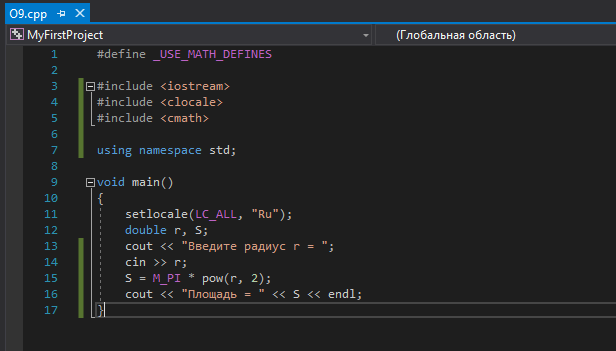 O9.cpp
MyFirstProject
(Глобальная область)
1 #define _USE_MATH_DEFINES
2
3 #include <iostream>
4 #include <clocale>
5 #include <cmath>
6
7 using namespace std;
8
9 void main()
10 {
11 setlocale(LC_ALL, "Ru");
12 double r, S;
13 cout << "Введите радиус r = ";
14 cin >> r;
15 S = M_PI * pow(r, 2);
16 cout << "Площадь = " << S << endl;
17 }